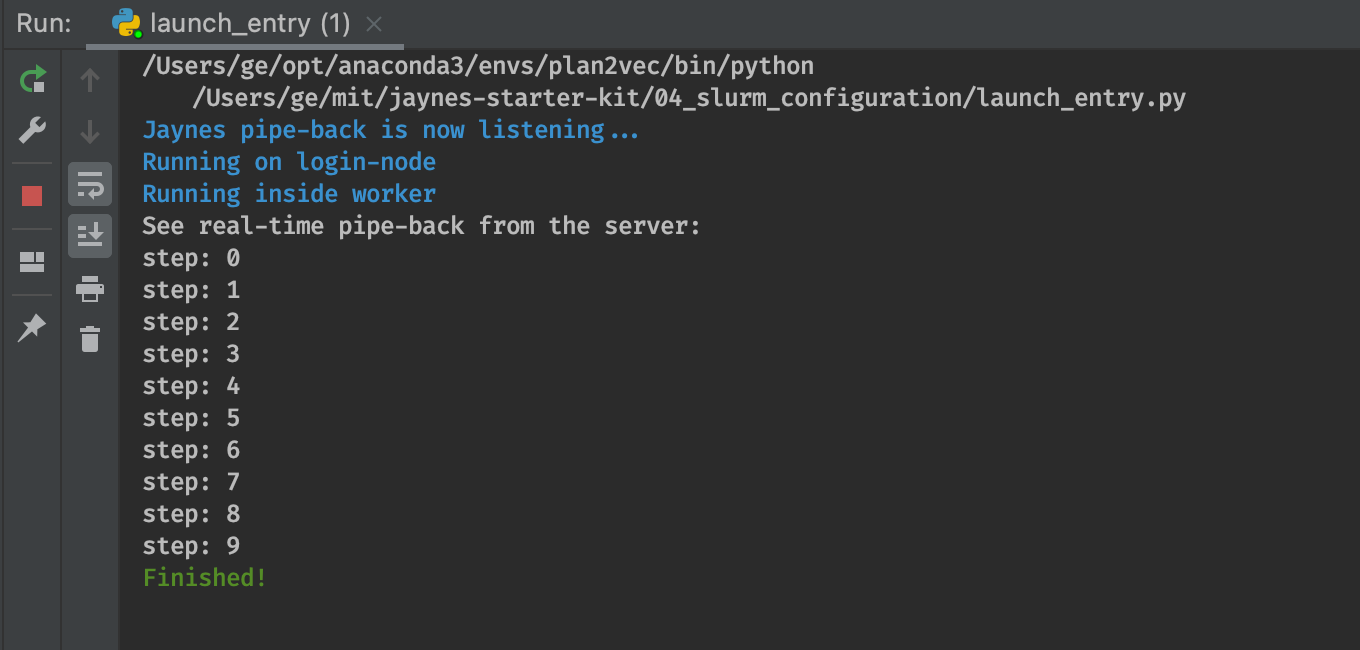 Run: launch_entry (1)
/Users/ge/opt/anaconda3/envs/plan2vec/bin/python
/Users/ge/mit/jaynes-starter-kit/04_slurm_configuration/launch_entry.py
Jaynes pipe-back is now listening...
Running on login-node
Running inside worker
See real-time pipe-back from the server:
step: 0
step: 1
step: 2
step: 3
step: 4
step: 5
step: 6
step: 7
step: 8
step: 9
Finished!